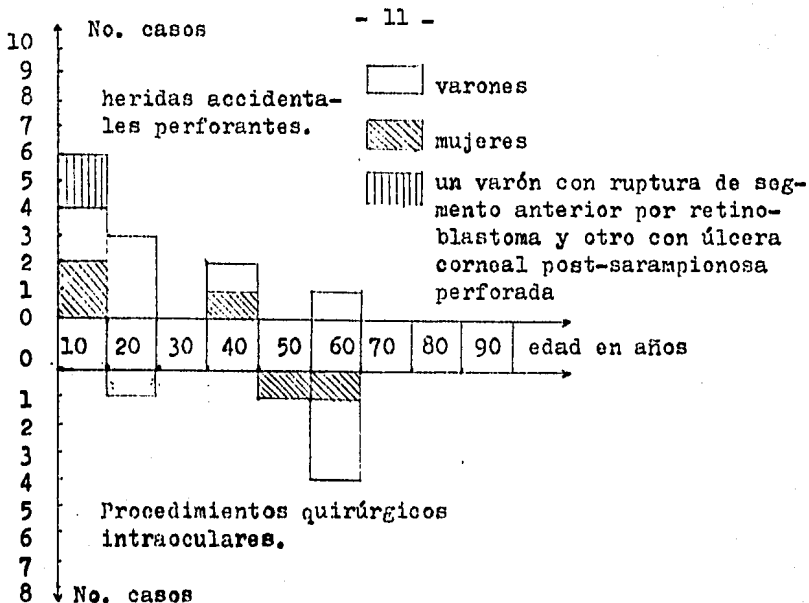 - 11 -
No. casos
10
9
8
7
6
5
4
3
2
1
0
heridas accidenta-
les perforantes.
varones
mujeres
un varón con ruptura de seg-
mento anterior por retino-
blastoma y otro con úlcera
corneal post-sarampionosa
perforada
10 20 30 40 50 60 70 80 90 edad en años
0
1
2
3
4
5
6
7
8
Procedimientos quirúrgicos
intraoculares.
No. casos